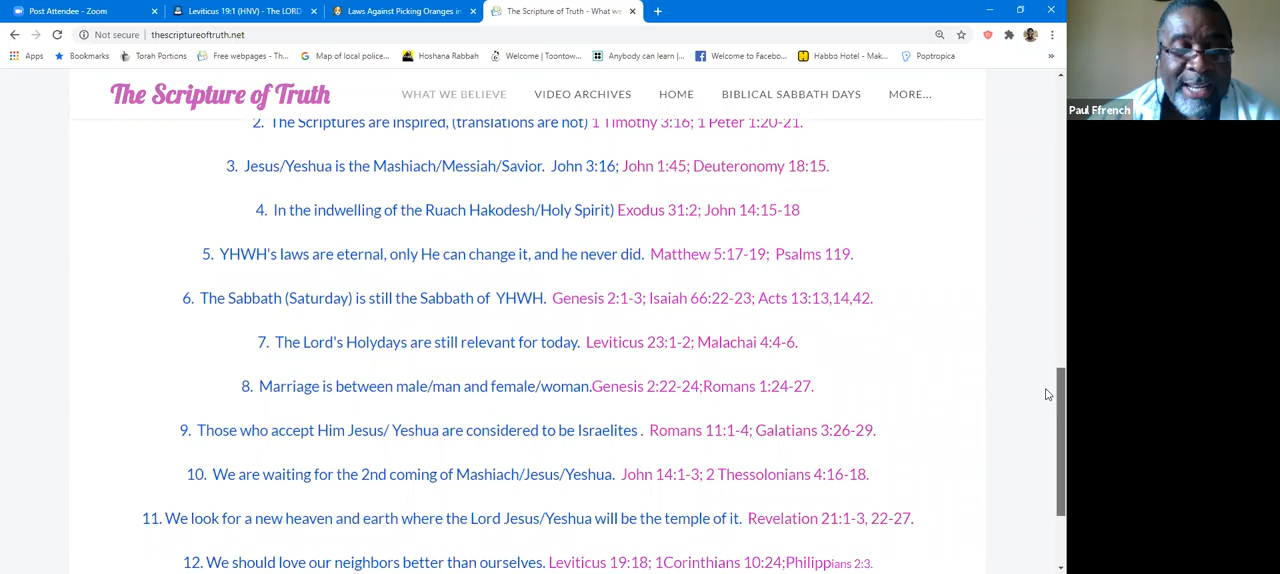 Post Attendee - Zoom
Leviticus 19:1 (HNV) - The LORD
Laws Against Picking Oranges in
The Scripture of Truth - What we
Not secure | thescriptureoftruth.net
Apps
Bookmarks
Torah Portions
Free webpages - Th...
Map of local police...
Hoshana Rabbah
Welcome | Toontow...
Anybody can learn |...
Welcome to Facebo...
Habbo Hotel - Mak...
Poptropica
»
Paul Ffrench
The Scripture of Truth
WHAT WE BELIEVE
VIDEO ARCHIVES
HOME
BIBLICAL SABBATH DAYS
MORE...
2. The Scriptures are inspired, (translations are not) 1 Timothy 3:16; 1 Peter 1:20-21.
3. Jesus/Yeshua is the Mashiach/Messiah/Savior. John 3:16; John 1:45; Deuteronomy 18:15.
4. In the indwelling of the Ruach Hakodesh/Holy Spirit) Exodus 31:2; John 14:15-18
5. YHWH's laws are eternal, only He can change it, and he never did. Matthew 5:17-19; Psalms 119.
6. The Sabbath (Saturday) is still the Sabbath of YHWH. Genesis 2:1-3; Isaiah 66:22-23; Acts 13:13,14,42.
7. The Lord's Holydays are still relevant for today. Leviticus 23:1-2; Malachai 4:4-6.
8. Marriage is between male/man and female/woman.Genesis 2:22-24;Romans 1:24-27.
9. Those who accept Him Jesus/ Yeshua are considered to be Israelites . Romans 11:1-4; Galatians 3:26-29.
10. We are waiting for the 2nd coming of Mashiach/Jesus/Yeshua. John 14:1-3; 2 Thessolonians 4:16-18.
11. We look for a new heaven and earth where the Lord Jesus/Yeshua will be the temple of it. Revelation 21:1-3, 22-27.
12. We should love our neighbors better than ourselves. Leviticus 19:18; 1Corinthians 10:24;Philippians 2:3.